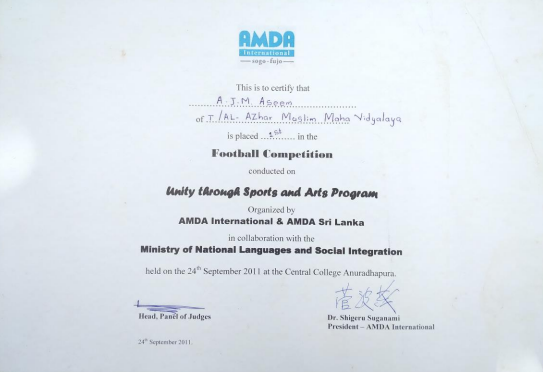 AMDA
International
sogo-fujo
This is to certify that
A.J.M. Aseem
of T/AL- AZhar Muslim Maha Vidyalaya
is placed 1st in the
Football Competition
conducted on
Unity through Sports and Arts Program
Organized by
AMDA International & AMDA Sri Lanka
in collaboration with the
Ministry of National Languages and Social Integration
held on the 24th September 2011 at the Central College Anuradhapura.
菅波茂
Head, Panel of Judges
Dr. Shigeru Suganami
President – AMDA International
24th September 2011.